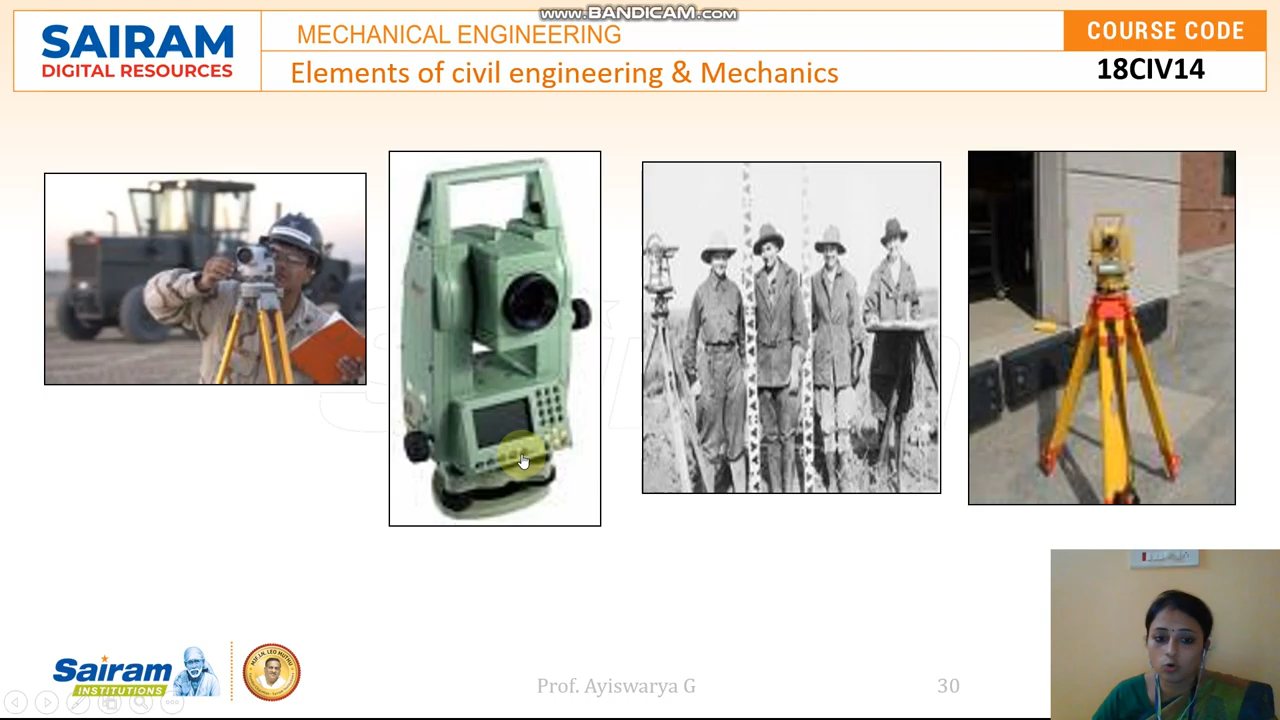 www.BANDICAM.com
SAIRAM
DIGITAL RESOURCES
MECHANICAL ENGINEERING
Elements of civil engineering & Mechanics
COURSE CODE
18CIV14
Sairam
INSTITUTIONS
Prof. Ayiswarya G
30